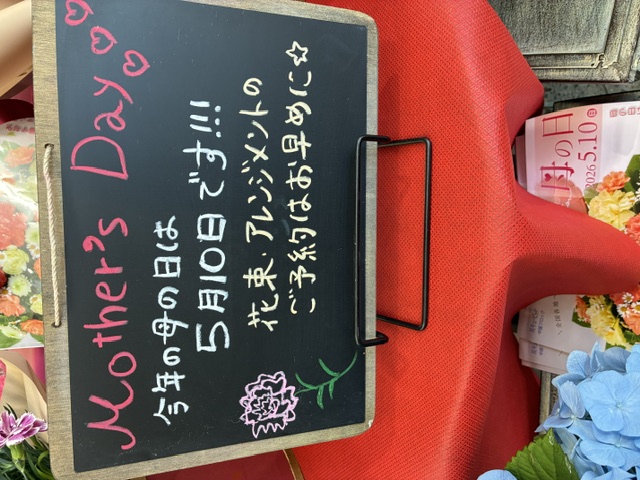 Mother's Day
今年の母の日は
5月10日です!!!
花束、アレンジメントの
ご予約はお早めに☆
母の日
2026 5.10 日